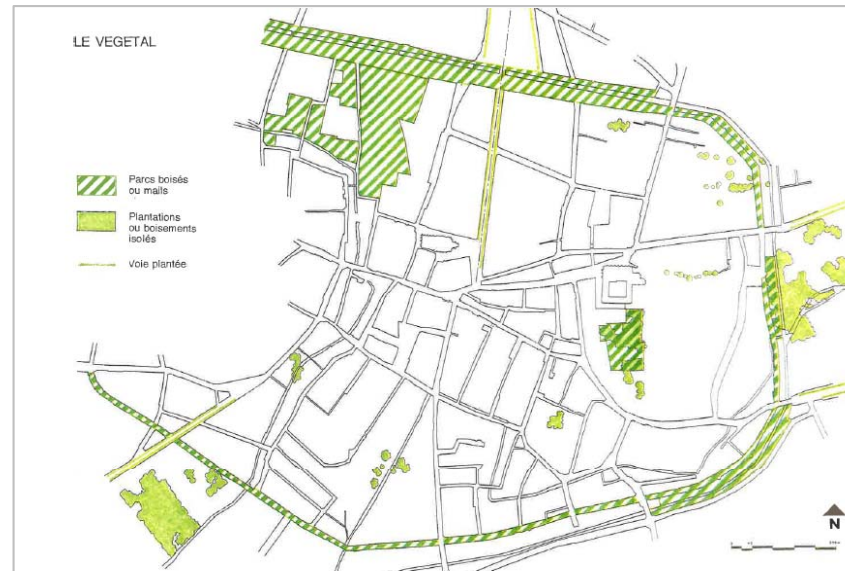 LE VEGETAL
Parcs boisés
ou mails
Plantations
ou boisements
isolés
Voie plantée
N